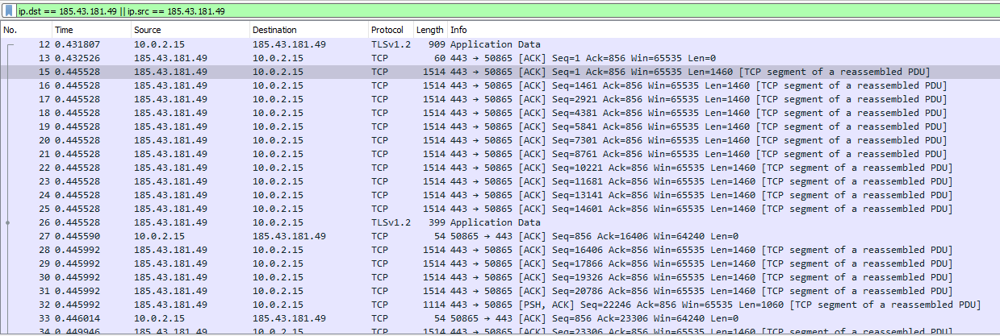 ip.dst == 185.43.181.49 || ip.src == 185.43.181.49
No. Time Source Destination Protocol Length Info
12 0.431807 10.0.2.15 185.43.181.49 TLSv1.2 909 Application Data
13 0.432526 185.43.181.49 10.0.2.15 TCP 60 443 → 50865 [ACK] Seq=1 Ack=856 Win=65535 Len=0
15 0.445528 185.43.181.49 10.0.2.15 TCP 1514 443 → 50865 [ACK] Seq=1 Ack=856 Win=65535 Len=1460 [TCP segment of a reassembled PDU]
16 0.445528 185.43.181.49 10.0.2.15 TCP 1514 443 → 50865 [ACK] Seq=1461 Ack=856 Win=65535 Len=1460 [TCP segment of a reassembled PDU]
17 0.445528 185.43.181.49 10.0.2.15 TCP 1514 443 → 50865 [ACK] Seq=2921 Ack=856 Win=65535 Len=1460 [TCP segment of a reassembled PDU]
18 0.445528 185.43.181.49 10.0.2.15 TCP 1514 443 → 50865 [ACK] Seq=4381 Ack=856 Win=65535 Len=1460 [TCP segment of a reassembled PDU]
19 0.445528 185.43.181.49 10.0.2.15 TCP 1514 443 → 50865 [ACK] Seq=5841 Ack=856 Win=65535 Len=1460 [TCP segment of a reassembled PDU]
20 0.445528 185.43.181.49 10.0.2.15 TCP 1514 443 → 50865 [ACK] Seq=7301 Ack=856 Win=65535 Len=1460 [TCP segment of a reassembled PDU]
21 0.445528 185.43.181.49 10.0.2.15 TCP 1514 443 → 50865 [ACK] Seq=8761 Ack=856 Win=65535 Len=1460 [TCP segment of a reassembled PDU]
22 0.445528 185.43.181.49 10.0.2.15 TCP 1514 443 → 50865 [ACK] Seq=10221 Ack=856 Win=65535 Len=1460 [TCP segment of a reassembled PDU]
23 0.445528 185.43.181.49 10.0.2.15 TCP 1514 443 → 50865 [ACK] Seq=11681 Ack=856 Win=65535 Len=1460 [TCP segment of a reassembled PDU]
24 0.445528 185.43.181.49 10.0.2.15 TCP 1514 443 → 50865 [ACK] Seq=13141 Ack=856 Win=65535 Len=1460 [TCP segment of a reassembled PDU]
25 0.445528 185.43.181.49 10.0.2.15 TCP 1514 443 → 50865 [ACK] Seq=14601 Ack=856 Win=65535 Len=1460 [TCP segment of a reassembled PDU]
26 0.445528 185.43.181.49 10.0.2.15 TLSv1.2 399 Application Data
27 0.445590 10.0.2.15 185.43.181.49 TCP 54 50865 → 443 [ACK] Seq=856 Ack=16406 Win=64240 Len=0
28 0.445992 185.43.181.49 10.0.2.15 TCP 1514 443 → 50865 [ACK] Seq=16406 Ack=856 Win=65535 Len=1460 [TCP segment of a reassembled PDU]
29 0.445992 185.43.181.49 10.0.2.15 TCP 1514 443 → 50865 [ACK] Seq=17866 Ack=856 Win=65535 Len=1460 [TCP segment of a reassembled PDU]
30 0.445992 185.43.181.49 10.0.2.15 TCP 1514 443 → 50865 [ACK] Seq=19326 Ack=856 Win=65535 Len=1460 [TCP segment of a reassembled PDU]
31 0.445992 185.43.181.49 10.0.2.15 TCP 1514 443 → 50865 [ACK] Seq=20786 Ack=856 Win=65535 Len=1460 [TCP segment of a reassembled PDU]
32 0.445992 185.43.181.49 10.0.2.15 TCP 1114 443 → 50865 [PSH, ACK] Seq=22246 Ack=856 Win=65535 Len=1060 [TCP segment of a reassembled PDU]
33 0.446014 10.0.2.15 185.43.181.49 TCP 54 50865 → 443 [ACK] Seq=856 Ack=23306 Win=64240 Len=0
34 0.449946 185.43.181.49 10.0.2.15 TCP 1514 443 → 50865 [ACK] Seq=23306 Ack=856 Win=65535 Len=1460 [TCP segment of a reassembled PDU]